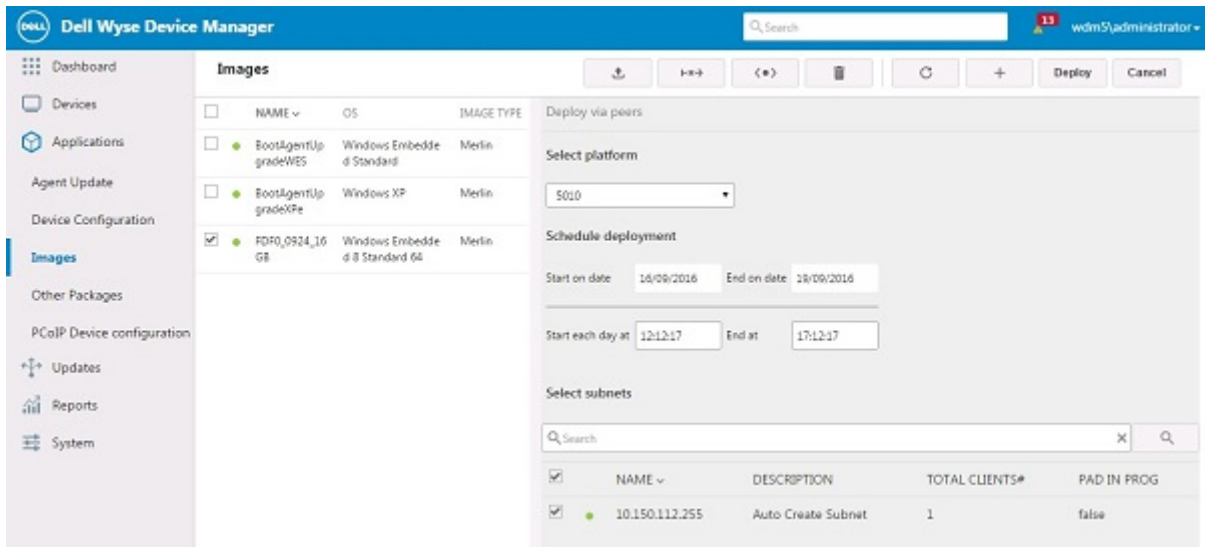 DELL Dell Wyse Device Manager
Search
13
wdm5\administrator
Dashboard
Devices
Applications
Agent Update
Device Configuration
Images
Other Packages
PCoIP Device configuration
Updates
Reports
System
Images
Deploy
Cancel
NAME OS IMAGE TYPE
BootAgentUp Windows Embedde Merlin
gradeWES d Standard
BootAgentUp Windows XP Merlin
gradeXPe
FDF0_0924_16 Windows Embedde Merlin
GB d 8 Standard 64
Deploy via peers
Select platform
5010
Schedule deployment
Start on date 16/09/2016 End on date 19/09/2016
Start each day at 12:12:17 End at 17:12:17
Select subnets
Search
NAME DESCRIPTION TOTAL CLIENTS# PAD IN PROG
10.150.112.255 Auto Create Subnet 1 false